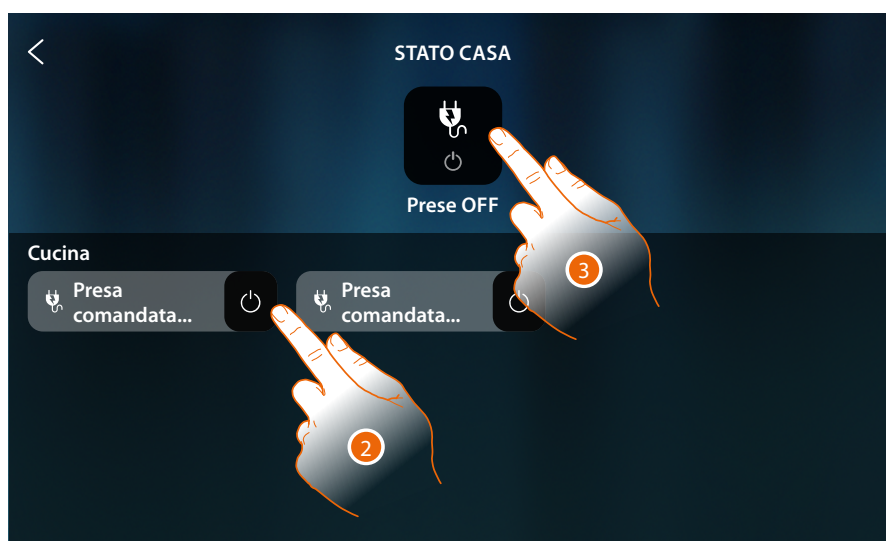 STATO CASA
Prese OFF
3
Cucina
Presa
comandata...
Presa
comandata...
2